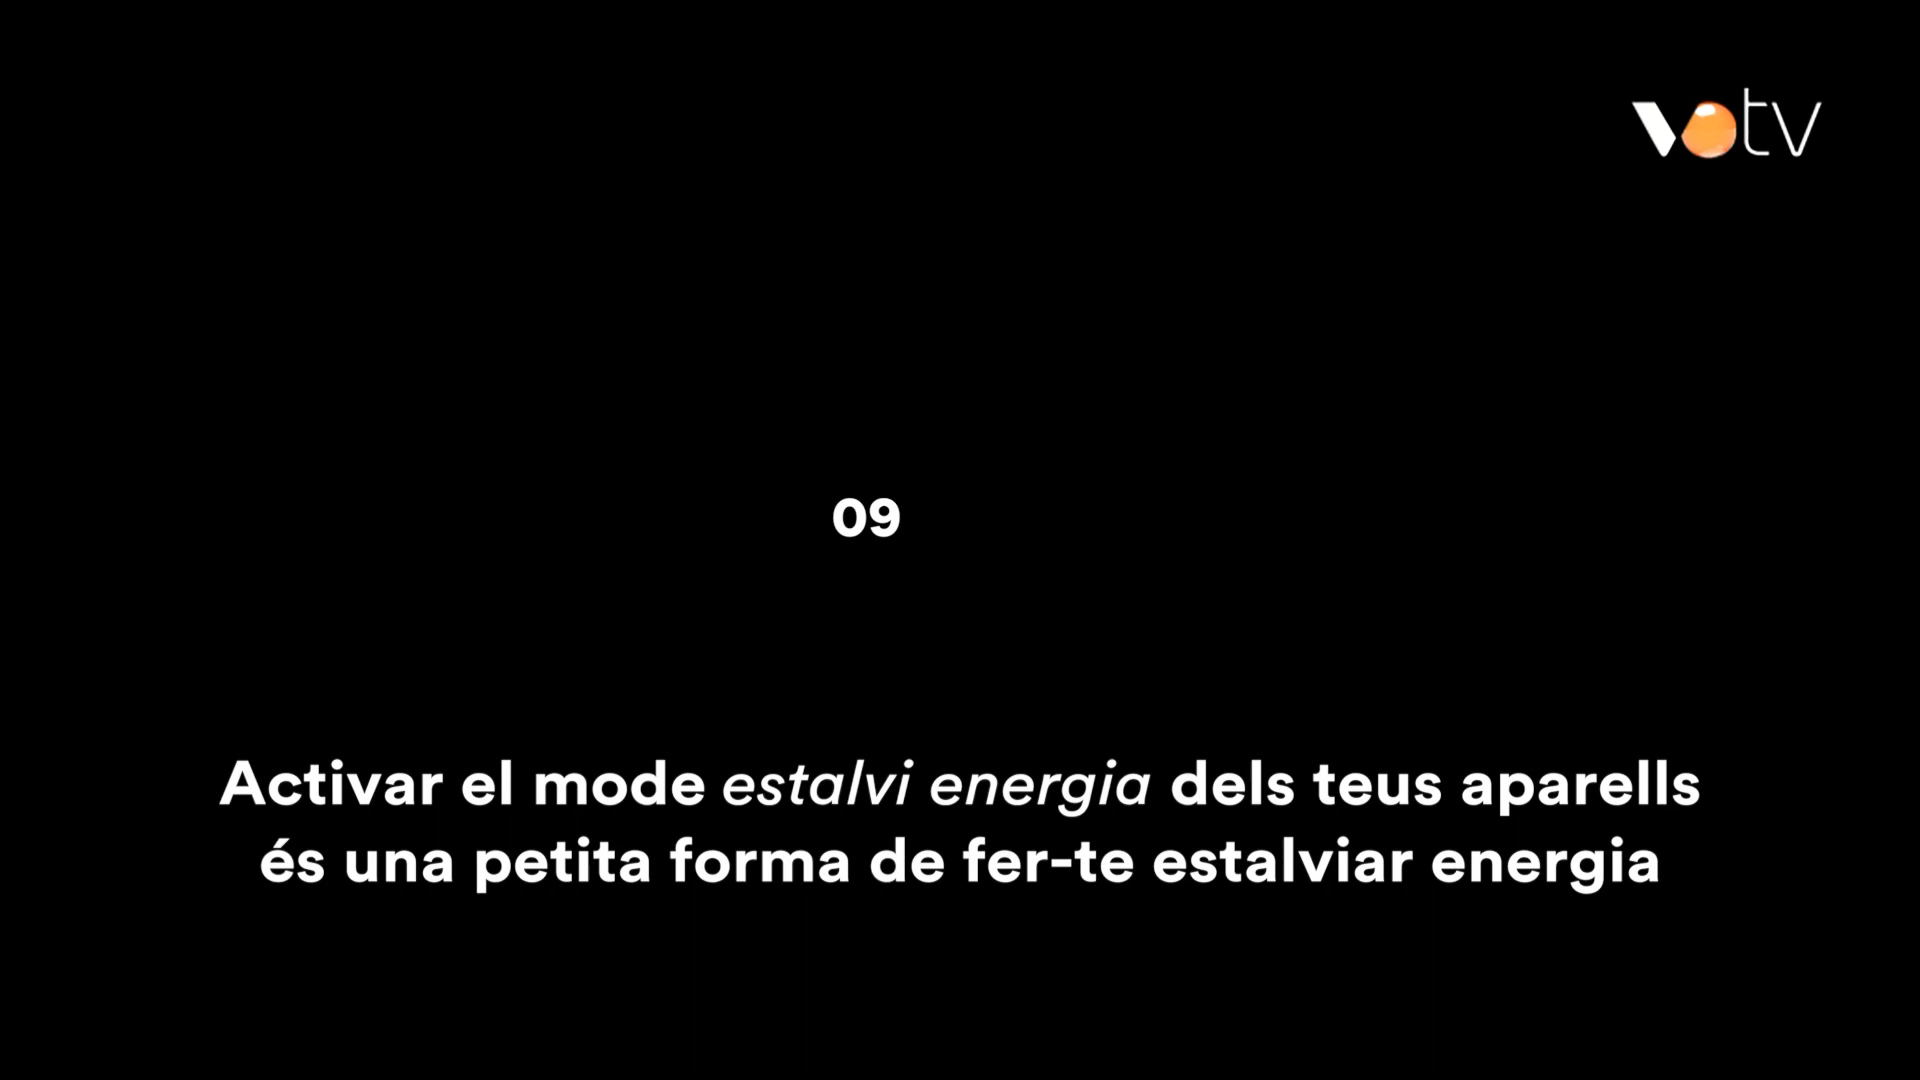 votv
09
Activar el mode estalvi energia dels teus aparells
és una petita forma de fer-te estalviar energia